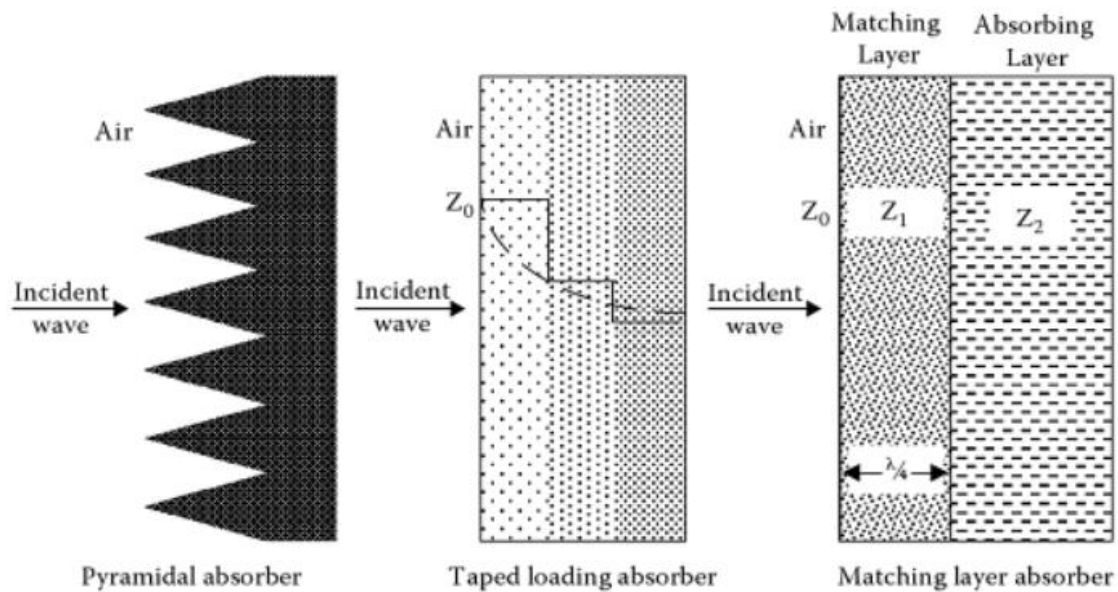 Matching
Layer
Absorbing
Layer
Air
Air
Air
Z₀
Z₀
Z₁
Z₂
Incident
wave
Incident
wave
Incident
wave
λ/4
Pyramidal absorber
Taped loading absorber
Matching layer absorber